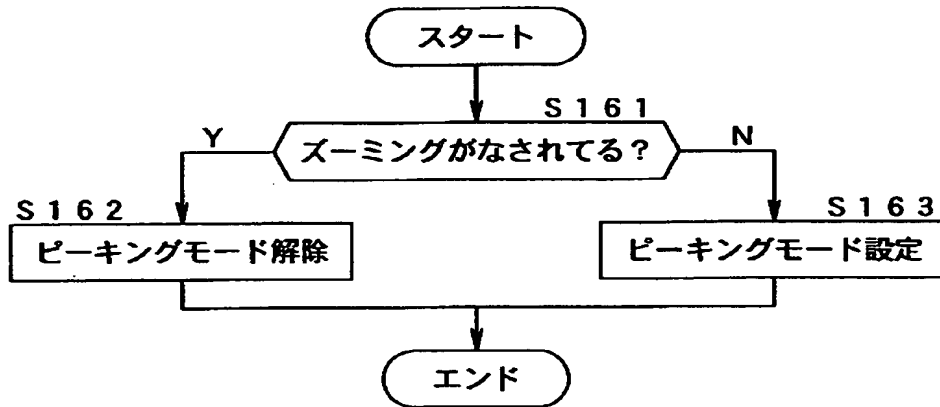 スタート
S161
ズーミングがなされてる?
Y
N
S162
S163
ピーキングモード解除
ピーキングモード設定
エンド